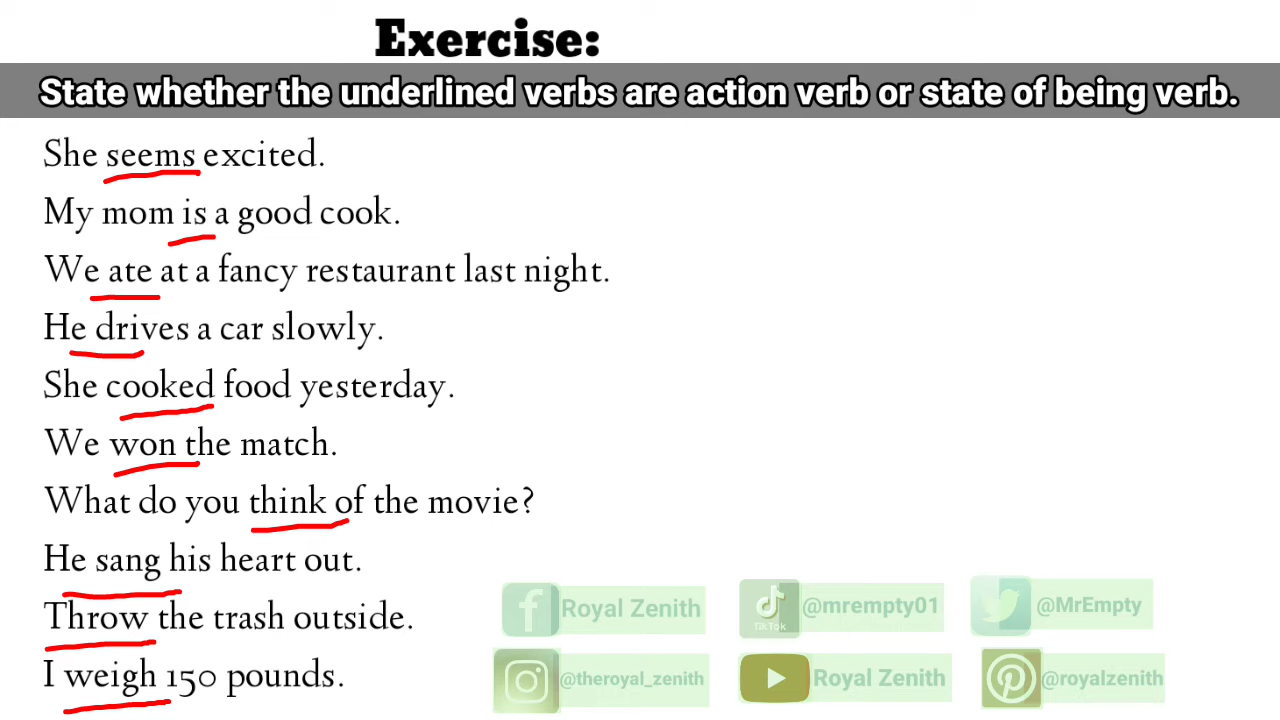 Exercise:
State whether the underlined verbs are action verb or state of being verb.
She seems excited.
My mom is a good cook.
We ate at a fancy restaurant last night.
He drives a car slowly.
She cooked food yesterday.
We won the match.
What do you think of the movie?
He sang his heart out.
Throw the trash outside.
I weigh 150 pounds.
Royal Zenith
TikTok
@mrempty01
@MrEmpty
@theroyal_zenith
Royal Zenith
@royalzenith